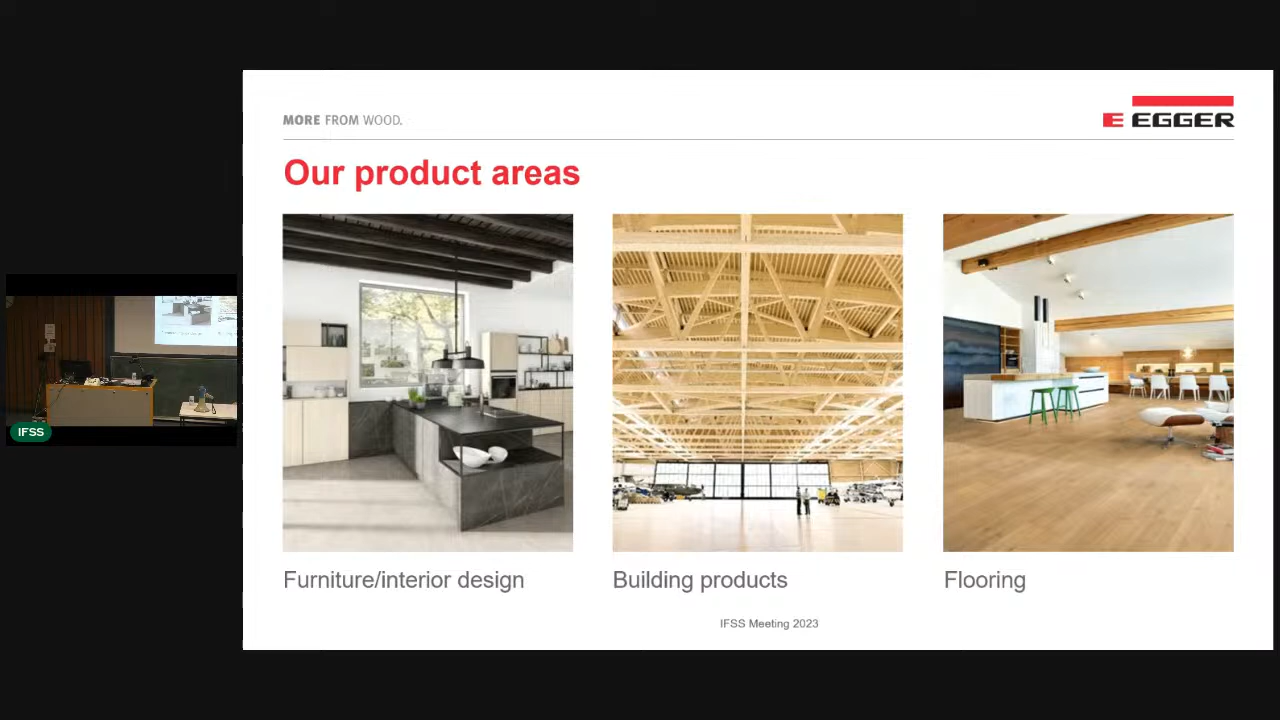 MORE FROM WOOD.
E EGGER
Our product areas
Furniture/interior design
Building products
Flooring
IFSS Meeting 2023
IFSS